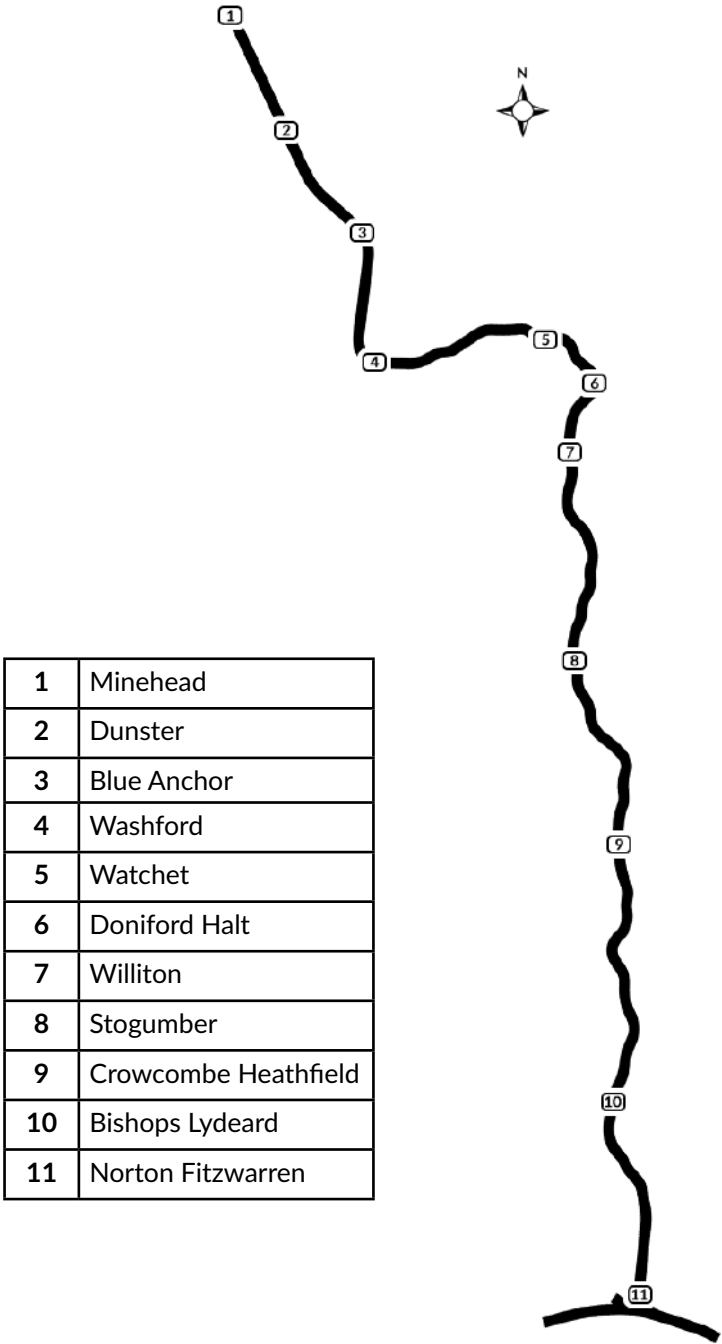 1
N
2
3
5
4
6
7
8
1 Minehead
2 Dunster
3 Blue Anchor
4 Washford
5 Watchet
6 Doniford Halt
7 Williton
8 Stogumber
9 Crowcombe Heathfield
10 Bishops Lydeard
11 Norton Fitzwarren
9
10
11